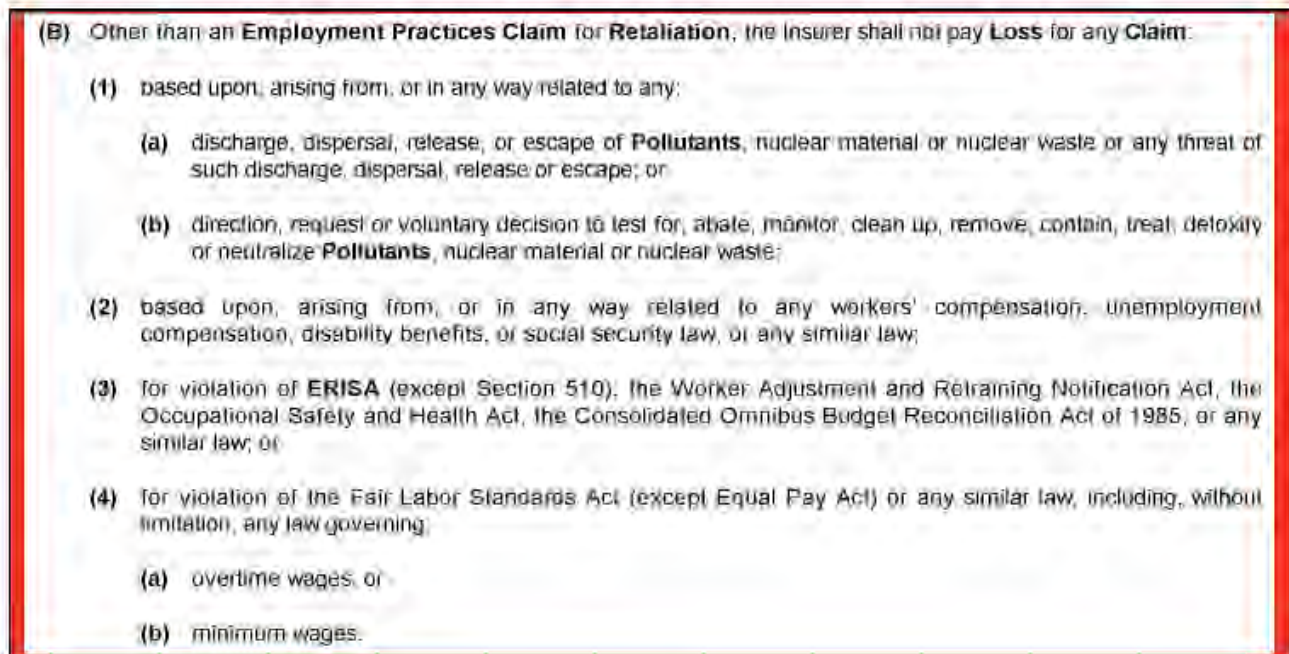 (B) Other than an Employment Practices Claim for Retaliation, the Insurer shall not pay Loss for any Claim:
(1) based upon, arising from, or in any way related to any:
(a) discharge, dispersal, release, or escape of Pollutants, nuclear material or nuclear waste or any threat of
such discharge, dispersal, release or escape; or
(b) direction, request or voluntary decision to test for, abate, monitor, clean up, remove, contain, treat, detoxify
or neutralize Pollutants, nuclear material or nuclear waste;
(2) based upon, arising from, or in any way related to any workers' compensation, unemployment
compensation, disability benefits, or social security law, or any similar law;
(3) for violation of ERISA (except Section 510), the Worker Adjustment and Retraining Notification Act, the
Occupational Safety and Health Act, the Consolidated Omnibus Budget Reconciliation Act of 1985, or any
similar law; or
(4) for violation of the Fair Labor Standards Act (except Equal Pay Act) or any similar law, including, without
limitation, any law governing:
(a) overtime wages, or
(b) minimum wages.